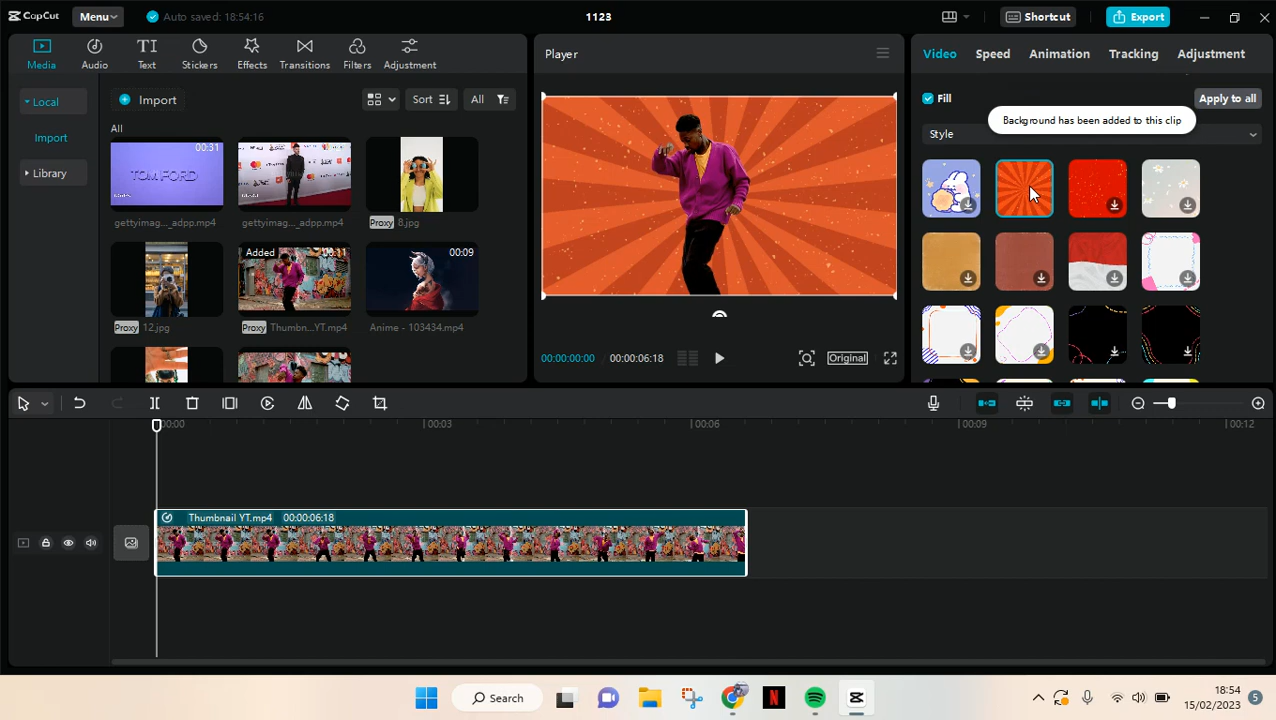 CapCut
Menu
Auto saved: 18:54:16
1123
Shortcut
Export
Media
Audio
Text
Stickers
Effects
Transitions
Filters
Adjustment
Player
Video
Speed
Animation
Tracking
Adjustment
Local
Import
Library
Import
Sort
All
All
Fill
Apply to all
Background has been added to this clip
Style
TOM FORD
00:31
gettyimag..._adpp.mp4
gettyimag..._adpp.mp4
Proxy 8.jpg
Added
00:11
00:09
Proxy 12.jpg
Proxy Thumbn...YT.mp4
Anime - 103434.mp4
00:00:00:00
00:00:06:18
Original
00:00
00:03
00:06
00:09
00:12
Thumbnail YT.mp4 00:00:06:18
Search
18:54
15/02/2023
5